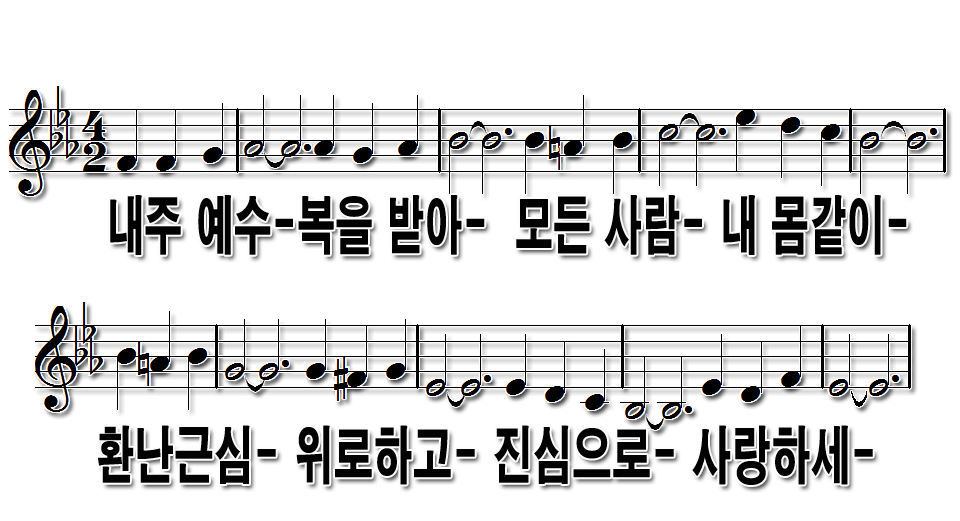 내주 예수-복을 받아- 모든 사람- 내 몸같이-
환난근심- 위로하고- 진심으로- 사랑하세-